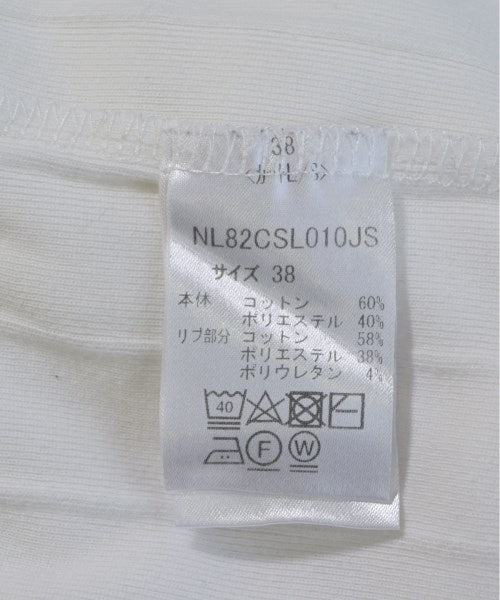 38
NL82CSL010JS
サイズ 38
本体 コットン 60%
ポリエステル 40%
リブ部分 コットン 58%
ポリエステル 38%
ポリウレタン 4%
40
F W